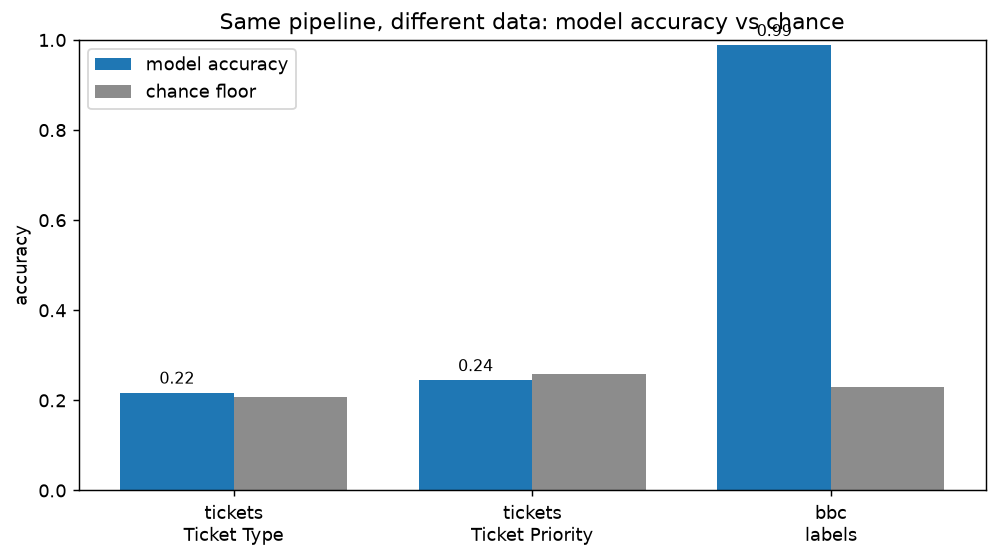 Same pipeline, different data: model accuracy vs chance
0.99
1.0
model accuracy
chance floor
0.8
0.6
accuracy
0.4
0.22
0.24
0.2
0.0
tickets
Ticket Type
tickets
Ticket Priority
bbc
labels